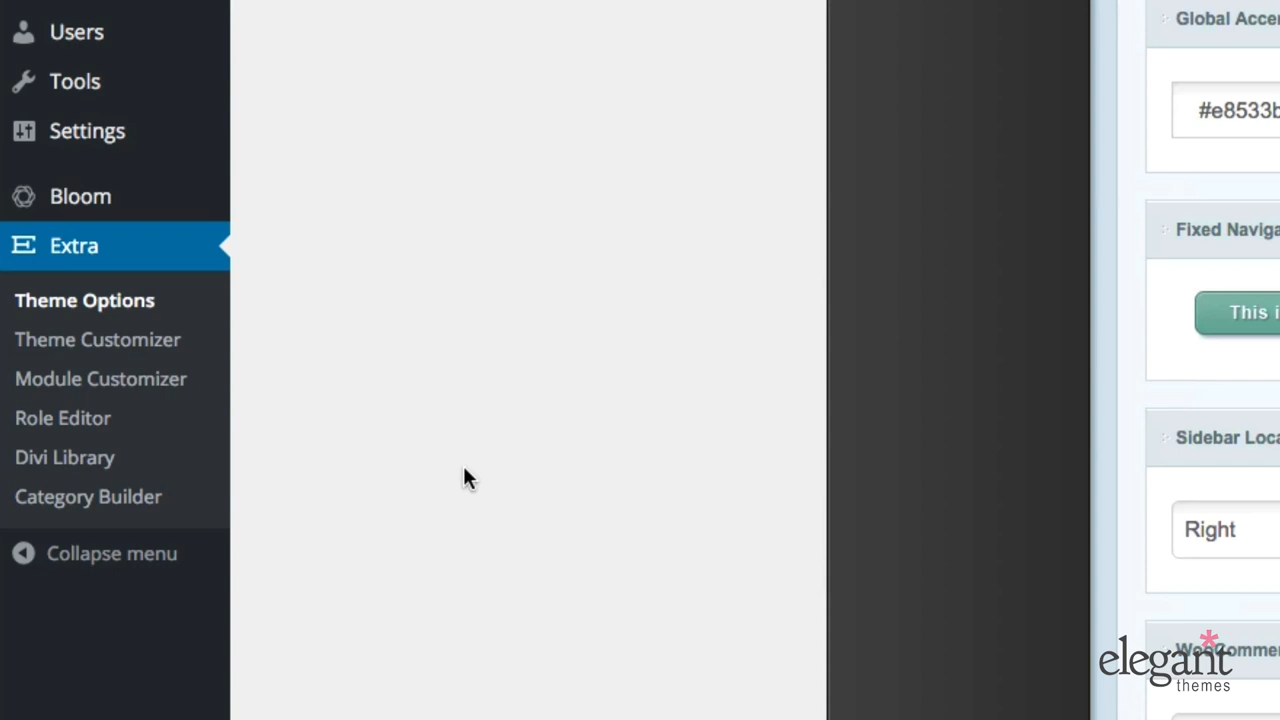 Users
Tools
Settings
Bloom
Extra
Theme Options
Theme Customizer
Module Customizer
Role Editor
Divi Library
Category Builder
Collapse menu
Global Acce
#e8533b
Fixed Naviga
This i
Sidebar Loca
Right
WooCommer
elegant
themes